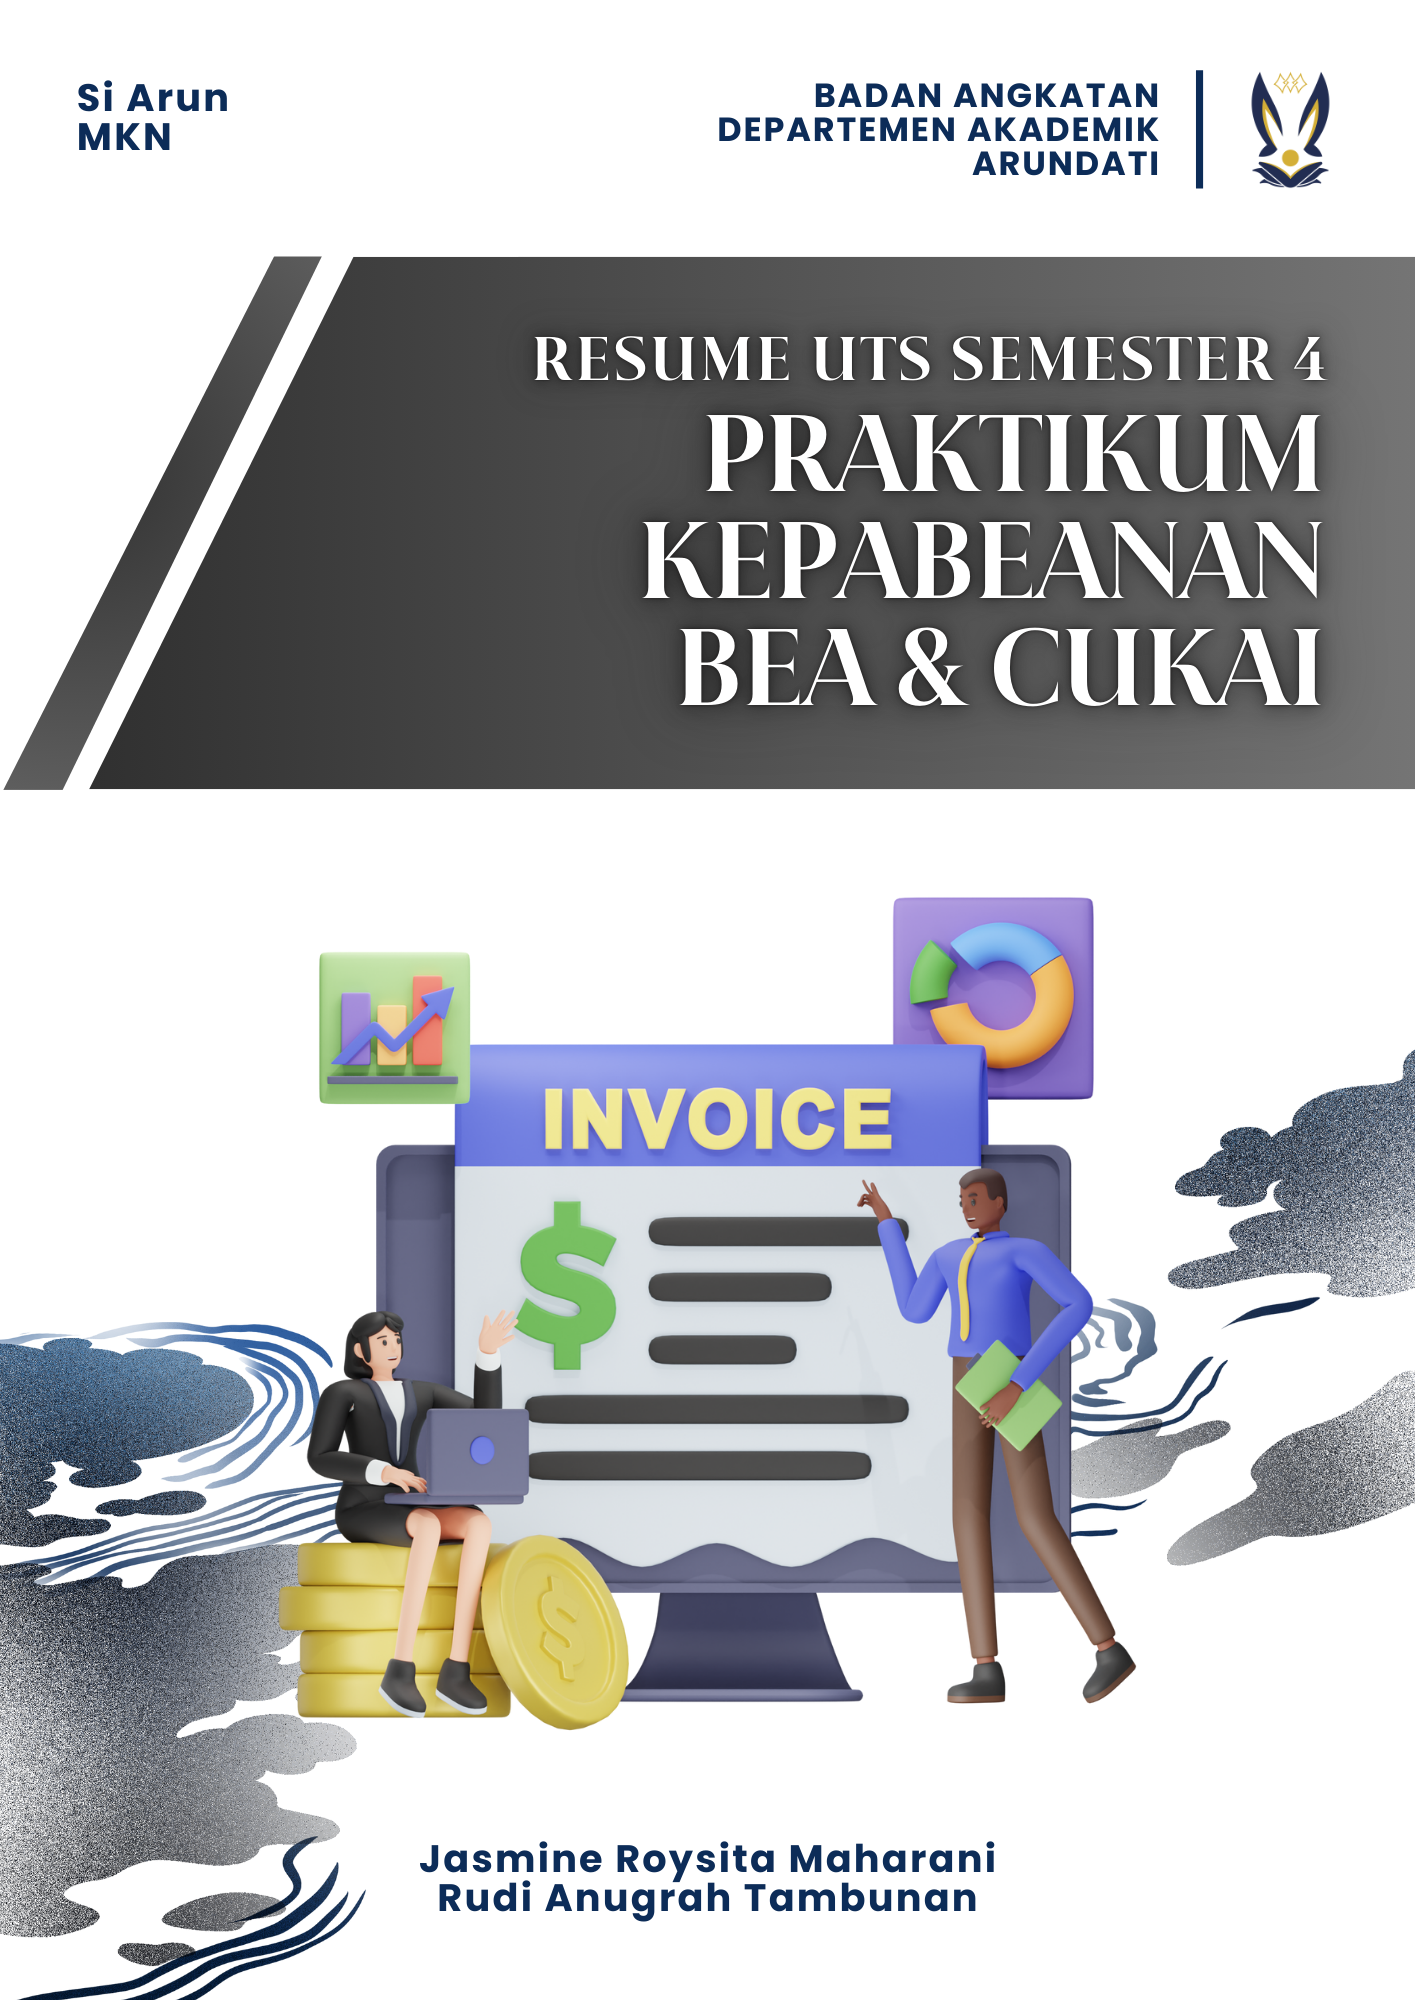 Si Arun
MKN
BADAN ANGKATAN
DEPARTEMEN AKADEMIK
ARUNDATI
RESUME UTS SEMESTER 4
PRAKTIKUM
KEPABEANAN
BEA & CUKAI
INVOICE
$
$
Jasmine Roysita Maharani
Rudi Anugrah Tambunan